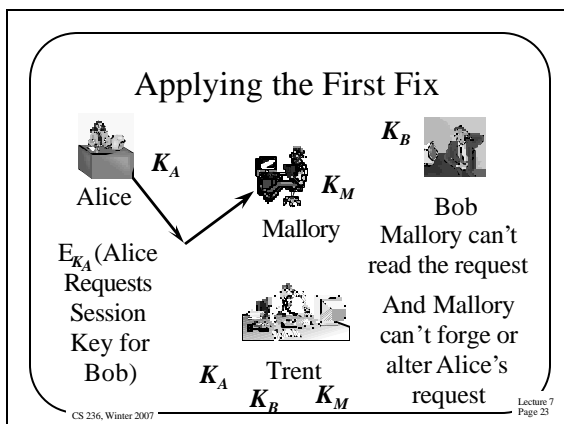 Applying the First Fix
K_A
K_B
Alice
K_M
Mallory
Bob
Mallory can't
read the request
E_K_A (Alice
Requests
Session
Key for
Bob)
And Mallory
can't forge or
alter Alice's
request
Trent
K_A
K_B
K_M
CS 236, Winter 2007
Lecture 7
Page 23